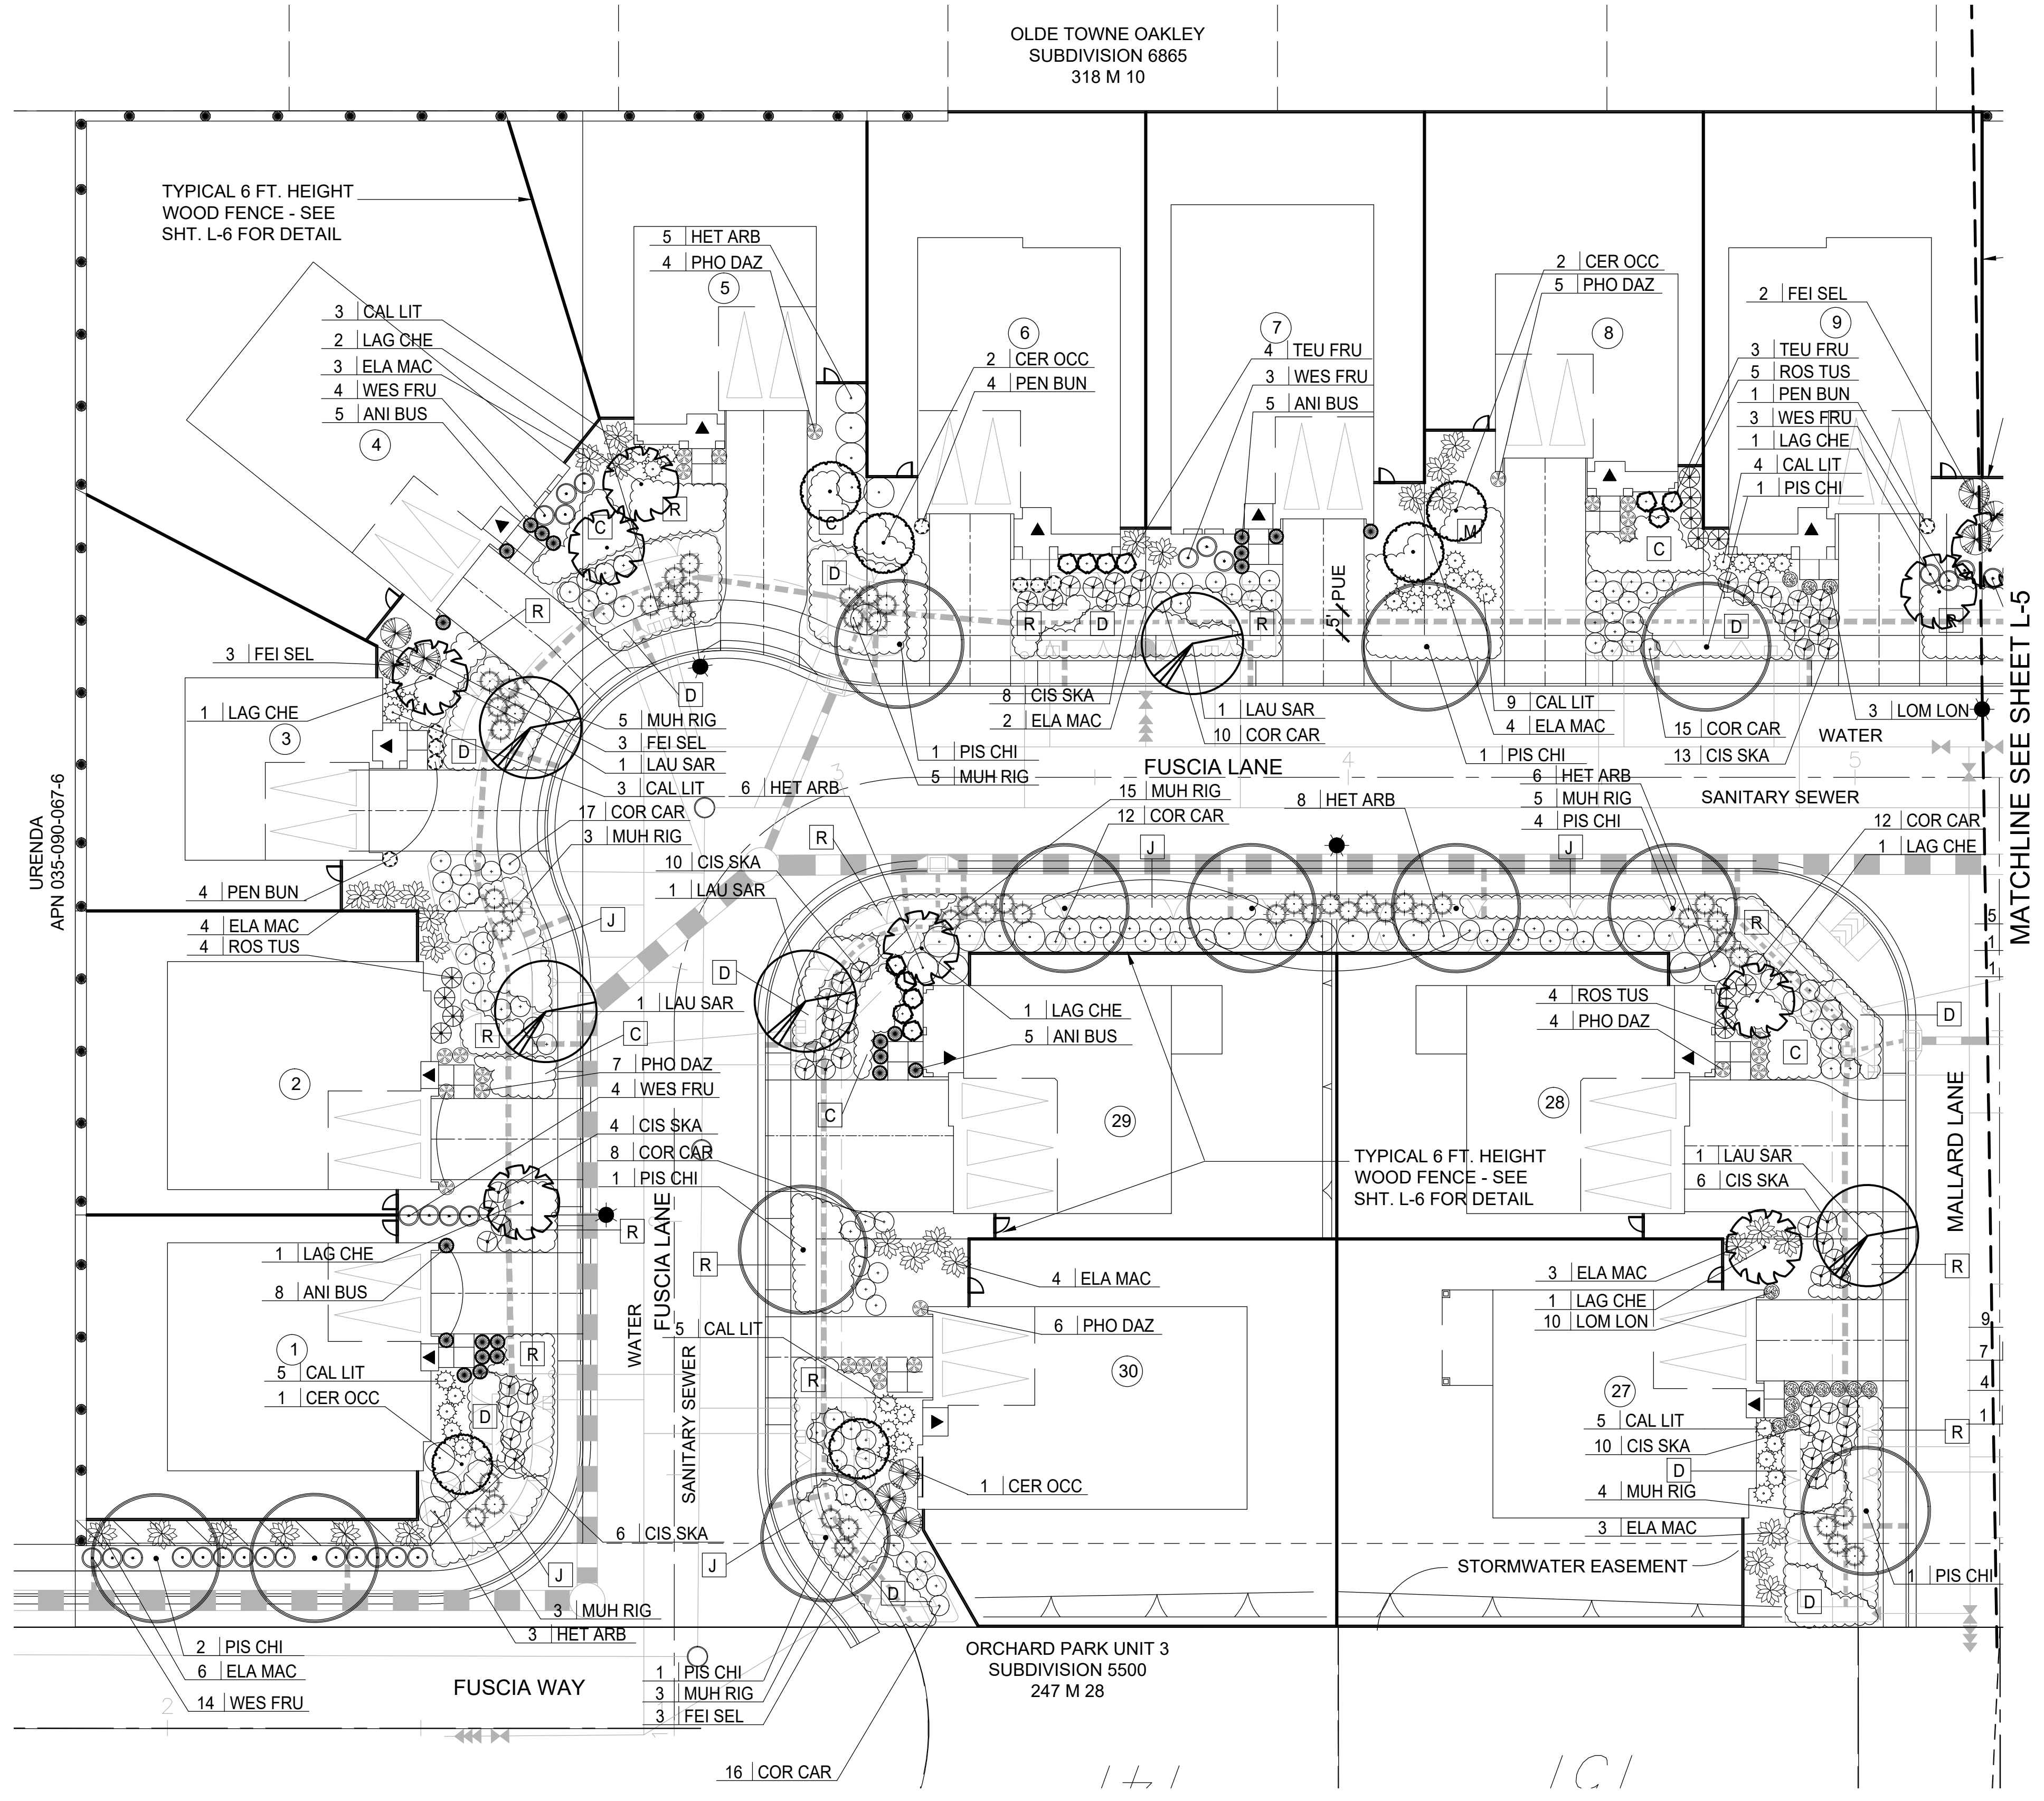 OLDE TOWNE OAKLEY
SUBDIVISION 6865
318 M 10
TYPICAL 6 FT. HEIGHT
WOOD FENCE - SEE
SHT. L-6 FOR DETAIL
5 HET ARB
4 PHO DAZ
5
3 CAL LIT
2 LAG CHE
3 ELA MAC
4 WES FRU
5 ANI BUS
4
6
2 CER OCC
4 PEN BUN
7
4 TEU FRU
3 WES FRU
5 ANI BUS
2 CER OCC
5 PHO DAZ
8
2 FEI SEL
9
3 TEU FRU
5 ROS TUS
1 PEN BUN
3 WES FRU
1 LAG CHE
4 CAL LIT
1 PIS CHI
C
R
C
M
C
D
R
R
D
R
5' PUE
D
R
D
3 FEI SEL
1 LAG CHE
3
D
5 MUH RIG
3 FEI SEL
1 LAU SAR
3 CAL LIT
17 COR CAR
3 MUH RIG
8 CIS SKA
2 ELA MAC
1 LAU SAR
10 COR CAR
1 PIS CHI
5 MUH RIG
9 CAL LIT
4 ELA MAC
1 PIS CHI
15 COR CAR
13 CIS SKA
3 LOM LON
WATER
FUSCIA LANE
SANITARY SEWER
MATCHLINE SEE SHEET L-5
3
4
5
URENDA
APN 035-090-067-6
6 HET ARB
15 MUH RIG
12 COR CAR
8 HET ARB
6 HET ARB
5 MUH RIG
4 PIS CHI
12 COR CAR
1 LAG CHE
R
J
J
10 CIS SKA
1 LAU SAR
4 PEN BUN
4 ELA MAC
4 ROS TUS
J
R
D
R
1 LAU SAR
C
1 LAG CHE
5 ANI BUS
4 ROS TUS
4 PHO DAZ
D
C
5
1
1
2
7 PHO DAZ
4 WES FRU
4 CIS SKA
8 COR CAR
1 PIS CHI
C
29
28
TYPICAL 6 FT. HEIGHT
WOOD FENCE - SEE
SHT. L-6 FOR DETAIL
1 LAU SAR
6 CIS SKA
MALLARD LANE
R
FUSCIA LANE
WATER
SANITARY SEWER
R
R
1 LAG CHE
8 ANI BUS
4 ELA MAC
3 ELA MAC
1 LAG CHE
10 LOM LON
5 CAL LIT
6 PHO DAZ
9
7
4
1
1
R
5 CAL LIT
1 CER OCC
D
R
30
27
5 CAL LIT
10 CIS SKA
R
D
4 MUH RIG
3 ELA MAC
1 CER OCC
6 CIS SKA
J
J
D
STORMWATER EASEMENT
D
1 PIS CHI
3 MUH RIG
3 HET ARB
2 PIS CHI
6 ELA MAC
14 WES FRU
FUSCIA WAY
1 PIS CHI
3 MUH RIG
3 FEI SEL
ORCHARD PARK UNIT 3
SUBDIVISION 5500
247 M 28
2
1
16 COR CAR